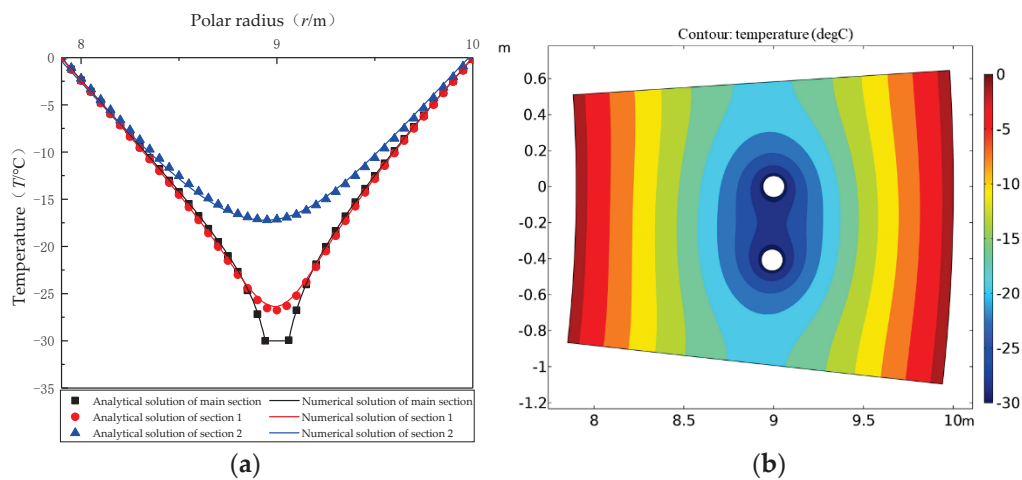 Polar radius（r/m）
8 9 10
0
−5
−10
−15
−20
−25
−30
−35
Temperature（T/°C）
Analytical solution of main section Numerical solution of main section
Analytical solution of section 1 Numerical solution of section 1
Analytical solution of section 2 Numerical solution of section 2
(a)
m
Contour: temperature (degC)
0.6
0.4
0.2
0
-0.2
-0.4
-0.6
-0.8
-1
-1.2
8 8.5 9 9.5 10m
0
-5
-10
-15
-20
-25
-30
(b)